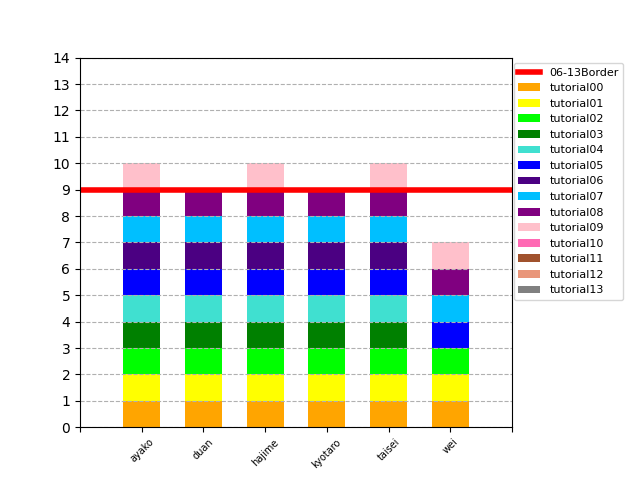 14
13
12
11
10
9
8
7
6
5
4
3
2
1
0
ayako
duan
hajime
kyotaro
taisei
wei
06-13Border
tutorial00
tutorial01
tutorial02
tutorial03
tutorial04
tutorial05
tutorial06
tutorial07
tutorial08
tutorial09
tutorial10
tutorial11
tutorial12
tutorial13